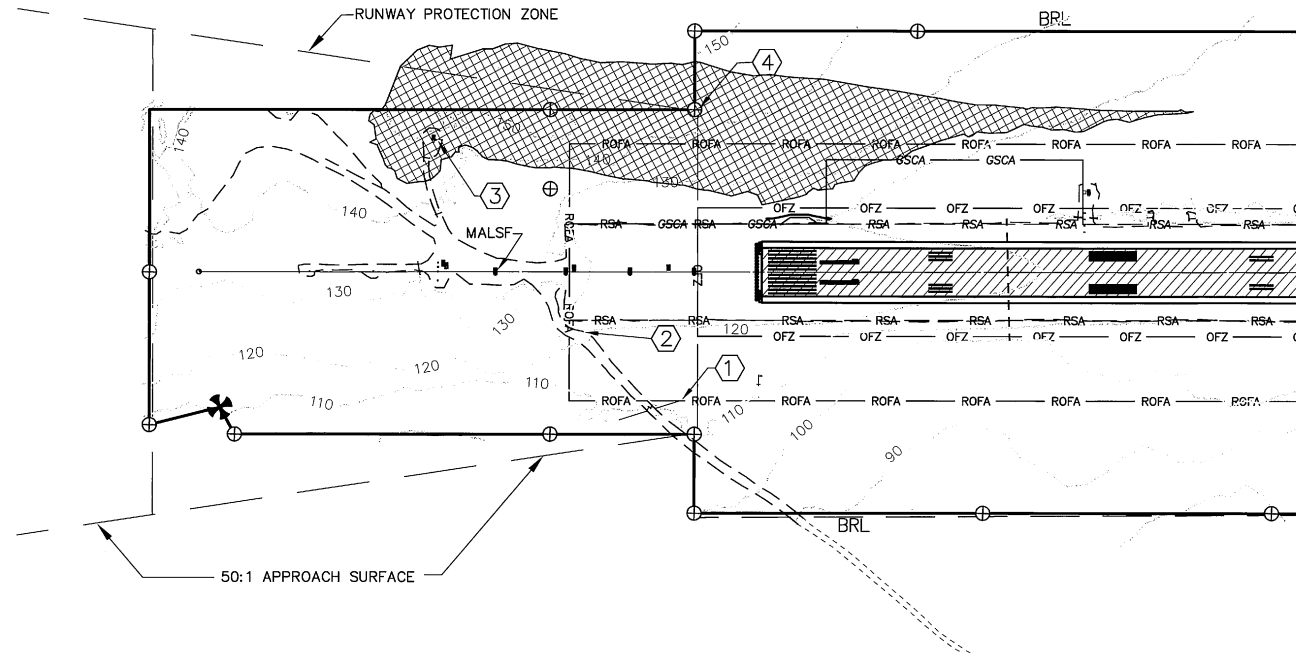 RUNWAY PROTECTION ZONE
BRL
150
4
140
150
ROFA ROFA ROFA ROFA ROFA ROFA ROFA ROFA
140
GSCA GSCA
130
3
140
OFZ OFZ OFZ OFZ OFZ OFZ
MALSF
ROFA
RSA GSCA RSA GSCA RSA RSA RSA RSA RSA
OFZ
130
130
ROFA
RSA RSA RSA RSA RSA RSA RSA RSA
120
2
OFZ OFZ OFZ OFZ OFZ OFZ
120
120
1
110
110
ROFA ROFA ROFA ROFA ROFA ROFA ROFA ROFA
110
100
90
BRL
50:1 APPROACH SURFACE